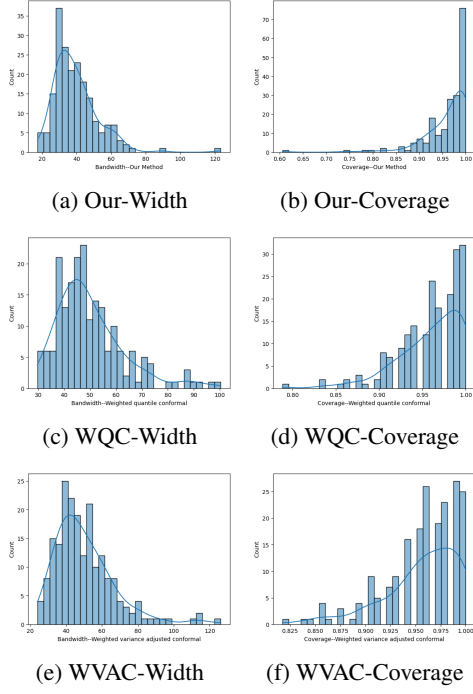 35
30
25
20
15
10
5
0
Count
20 40 60 80 100 120
Bandwidth--Our Method
(a) Our-Width
70
60
50
40
30
20
10
0
Count
0.60 0.65 0.70 0.75 0.80 0.85 0.90 0.95 1.00
Coverage--Our Method
(b) Our-Coverage
20
15
10
5
0
Count
30 40 50 60 70 80 90 100
Bandwidth--Weighted quantile conformal
(c) WQC-Width
30
25
20
15
10
5
0
Count
0.80 0.85 0.90 0.95 1.00
Coverage--Weighted quantile conformal
(d) WQC-Coverage
25
20
15
10
5
0
Count
20 40 60 80 100 120
Bandwidth--Weighted variance adjusted conformal
(e) WVAC-Width
25
20
15
10
5
0
Count
0.825 0.850 0.875 0.900 0.925 0.950 0.975 1.000
Coverage--Weighted variance adjusted conformal
(f) WVAC-Coverage